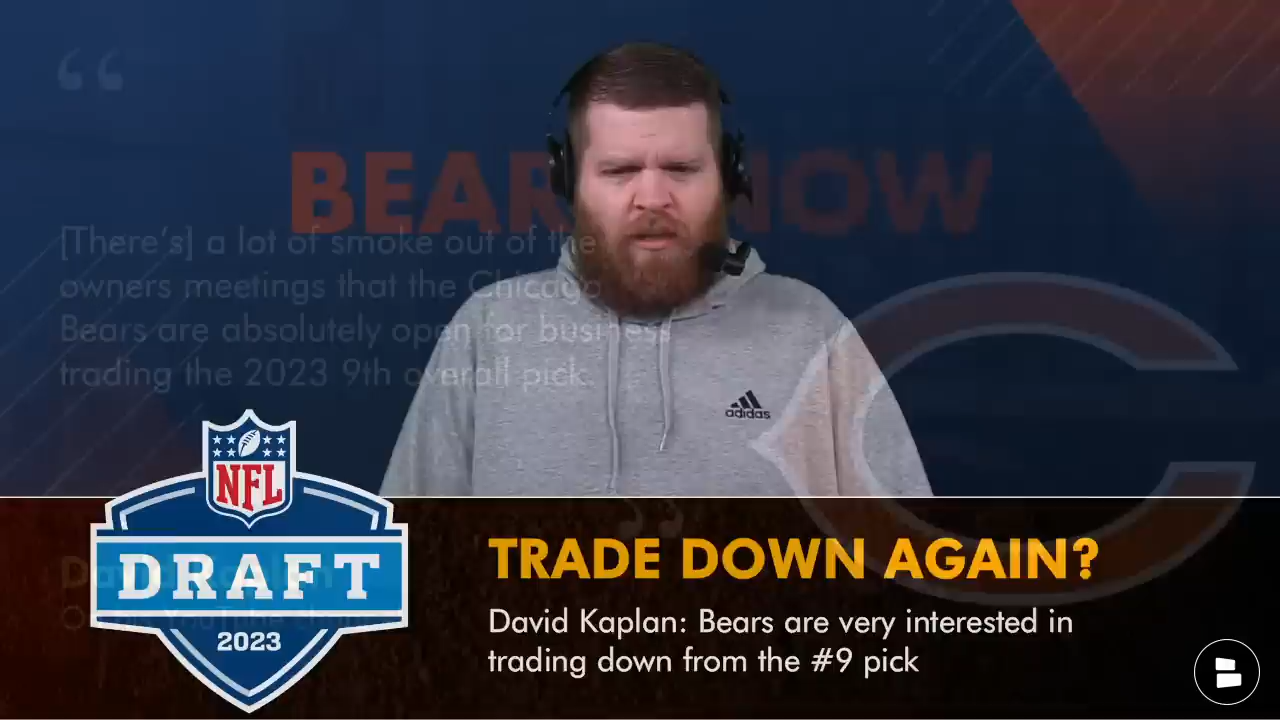 BEARS NOW
[There's] a lot of smoke out of the
owners meetings that the Chicago
Bears are absolutely open for business
trading the 2023 9th overall pick.
adidas
NFL
DRAFT
2023
TRADE DOWN AGAIN?
David Kaplan: Bears are very interested in
trading down from the #9 pick